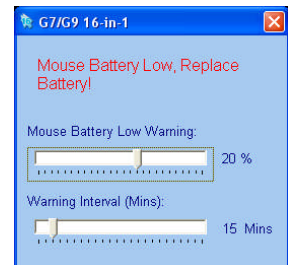 G7/G9 16-in-1
Mouse Battery Low, Replace
Battery!
Mouse Battery Low Warning:
20 %
Warning Interval (Mins):
15 Mins